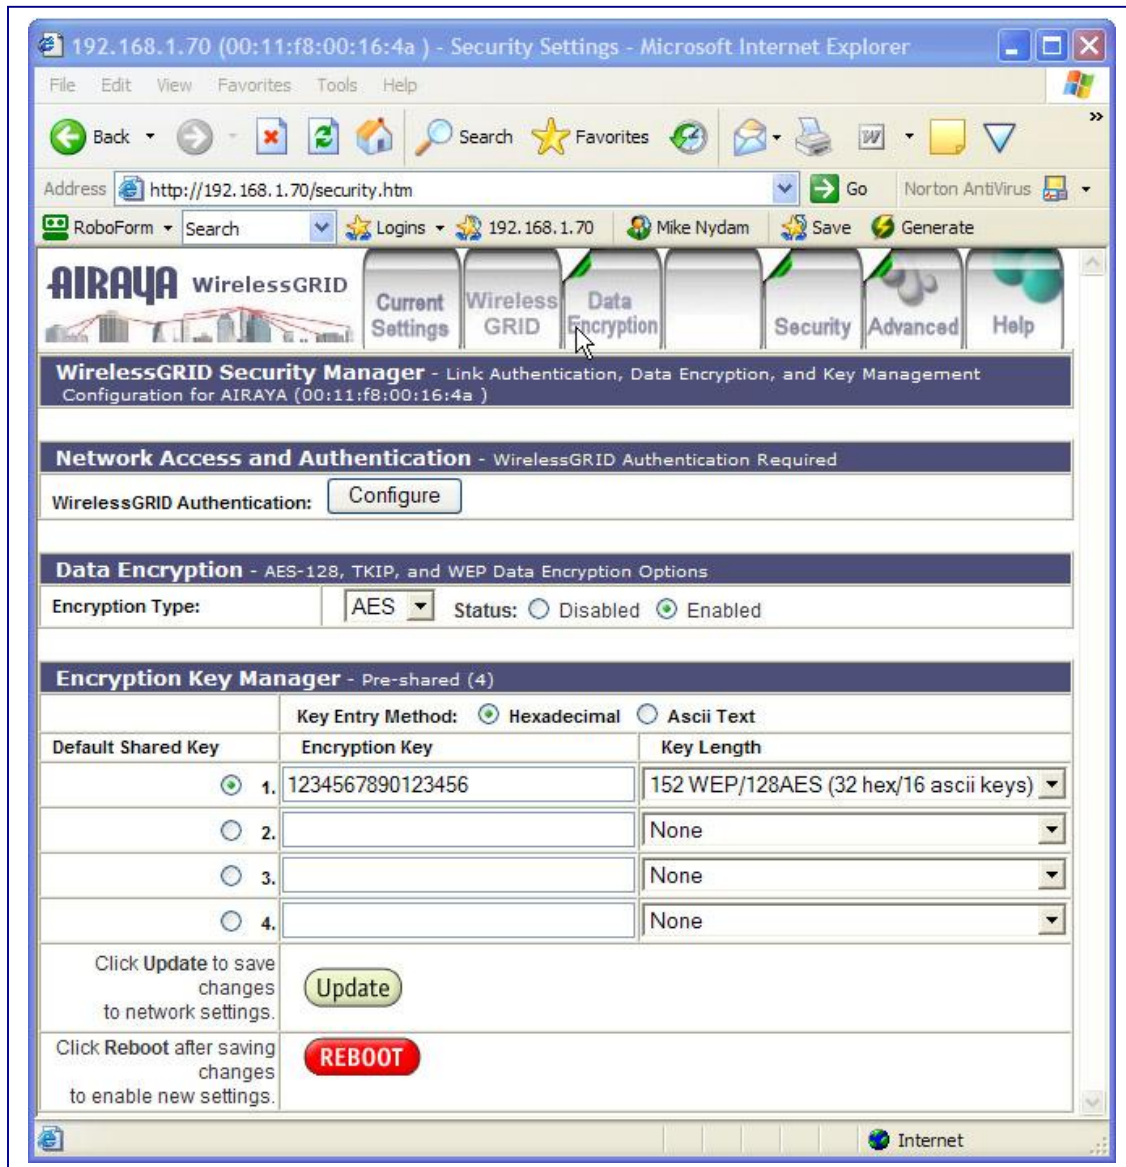 192.168.1.70 (00:11:f8:00:16:4a ) - Security Settings - Microsoft Internet Explorer
File Edit View Favorites Tools Help
Back Search Favorites »
Address http://192.168.1.70/security.htm Go Norton AntiVirus
RoboForm Search Logins 192.168.1.70 Mike Nydam Save Generate
AIRAYA WirelessGRID
Current Settings
Wireless GRID
Data Encryption
Security
Advanced
Help
WirelessGRID Security Manager - Link Authentication, Data Encryption, and Key Management
Configuration for AIRAYA (00:11:f8:00:16:4a )
Network Access and Authentication - WirelessGRID Authentication Required
WirelessGRID Authentication: Configure
Data Encryption - AES-128, TKIP, and WEP Data Encryption Options
Encryption Type: AES Status: Disabled Enabled
Encryption Key Manager - Pre-shared (4)
Key Entry Method: Hexadecimal Ascii Text
Default Shared Key Encryption Key Key Length
1. 1234567890123456 152 WEP/128AES (32 hex/16 ascii keys)
2. None
3. None
4. None
Click Update to save
changes
to network settings.
Update
Click Reboot after saving
changes
to enable new settings.
REBOOT
Internet